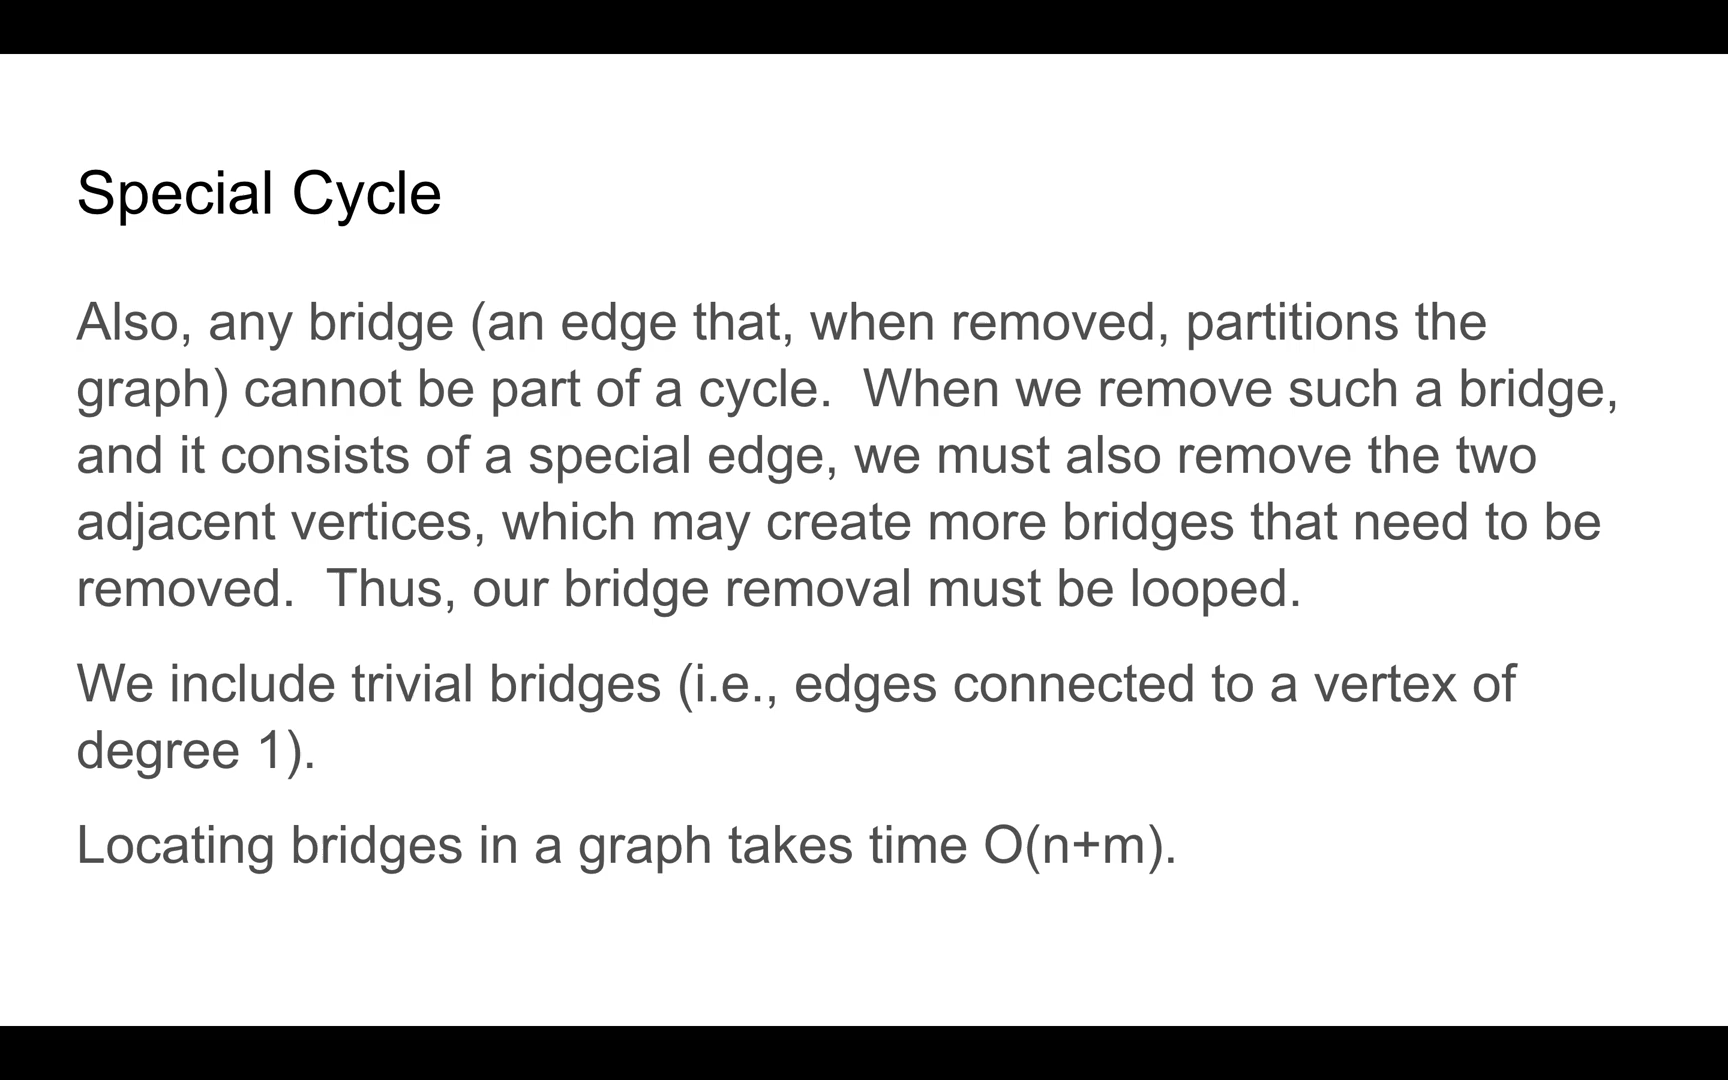 Special Cycle
Also, any bridge (an edge that, when removed, partitions the
graph) cannot be part of a cycle.  When we remove such a bridge,
and it consists of a special edge, we must also remove the two
adjacent vertices, which may create more bridges that need to be
removed.  Thus, our bridge removal must be looped.
We include trivial bridges (i.e., edges connected to a vertex of
degree 1).
Locating bridges in a graph takes time O(n+m).